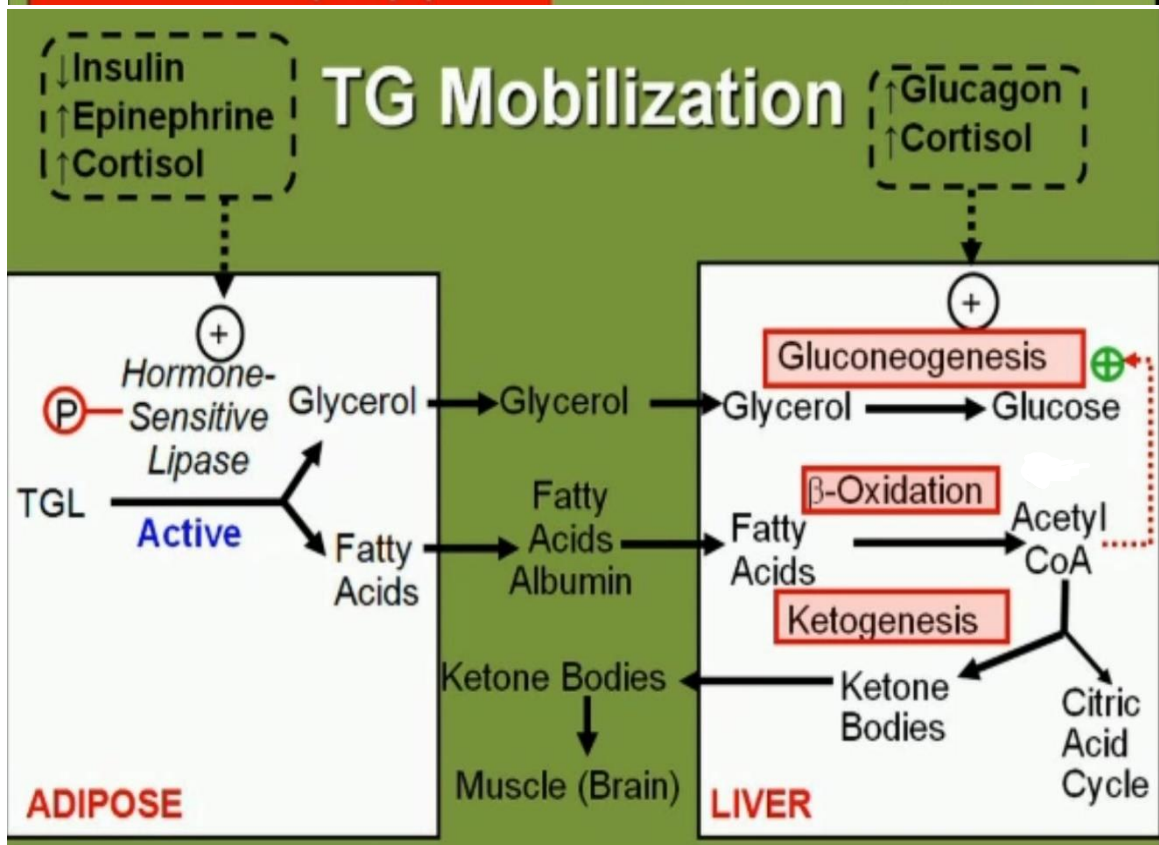 TG Mobilization
↓Insulin
↑Epinephrine
↑Cortisol
↑Glucagon
↑Cortisol
+
Hormone-
Sensitive
Lipase
P
TGL
Active
Glycerol
Fatty
Acids
ADIPOSE
Glycerol
Fatty
Acids
Albumin
Ketone Bodies
Muscle (Brain)
+
Gluconeogenesis
Glycerol
Glucose
β-Oxidation
Fatty
Acids
Acetyl
CoA
Ketogenesis
Ketone
Bodies
Citric
Acid
Cycle
LIVER